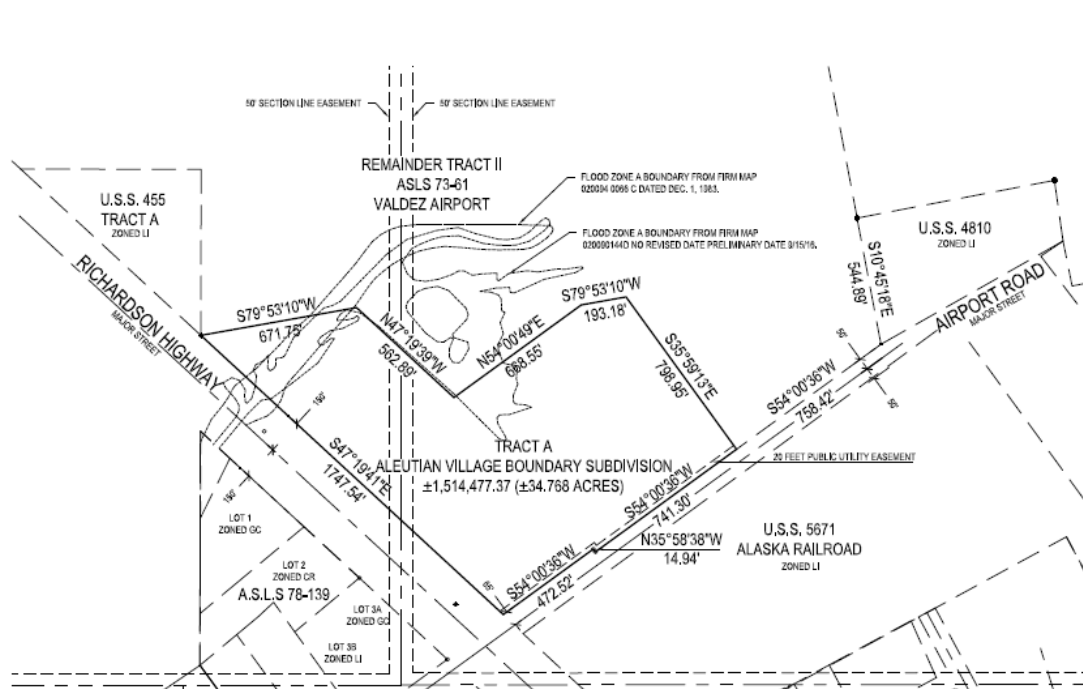 50' SECTION LINE EASEMENT
50' SECTION LINE EASEMENT
REMAINDER TRACT II
ASLS 73-61
VALDEZ AIRPORT
FLOOD ZONE A BOUNDARY FROM FIRM MAP
020094 0066 C DATED DEC. 1, 1983.
FLOOD ZONE A BOUNDARY FROM FIRM MAP
020090144D NO REVISED DATE PRELIMINARY DATE 9/15/16.
U.S.S. 455
TRACT A
ZONED LI
U.S.S. 4810
ZONED LI
S10°45'18"E
544.89'
RICHARDSON HIGHWAY
MAJOR STREET
AIRPORT ROAD
MAJOR STREET
S79°53'10"W
671.75'
N47°19'39"W
562.89'
N54°00'49"E
668.55'
S79°53'10"W
193.18'
S35°59'13"E
798.95'
50'
S54°00'36"W
758.42'
50'
150'
S47°19'41"E
1747.54'
TRACT A
ALEUTIAN VILLAGE BOUNDARY SUBDIVISION
±1,514,477.37 (±34.768 ACRES)
20 FEET PUBLIC UTILITY EASEMENT
S54°00'36"W
741.30'
150'
N35°58'38"W
14.94'
U.S.S, 5671
ALASKA RAILROAD
ZONED LI
S54°00'36"W
472.52'
LOT 1
ZONED GC
LOT 2
ZONED CR
A.S.L.S 78-139
LOT 3A
ZONED GC
LOT 3B
ZONED LI